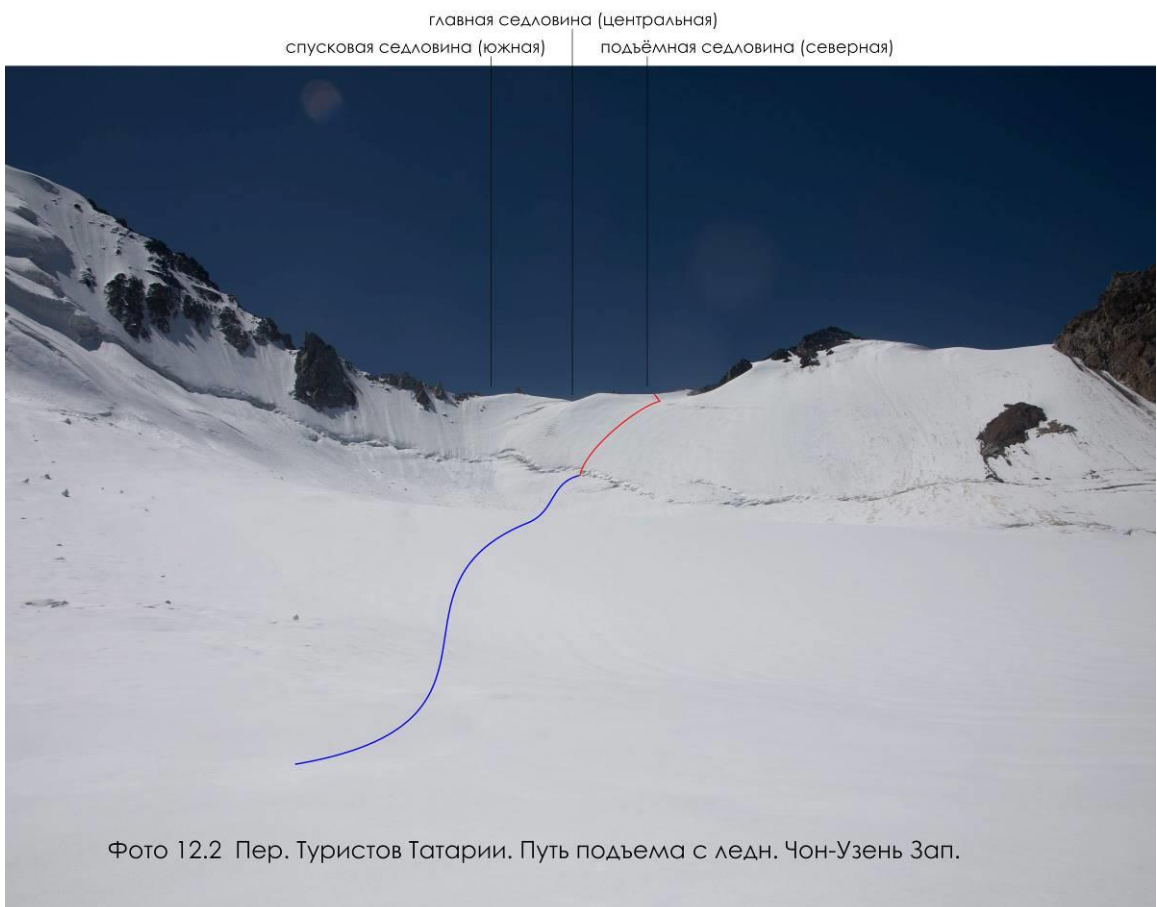 главная седловина (центральная)
спусковая седловина (южная) подъёмная седловина (северная)
Фото 12.2 Пер. Туристов Татарии. Путь подъема с ледн. Чон-Узень Зап.